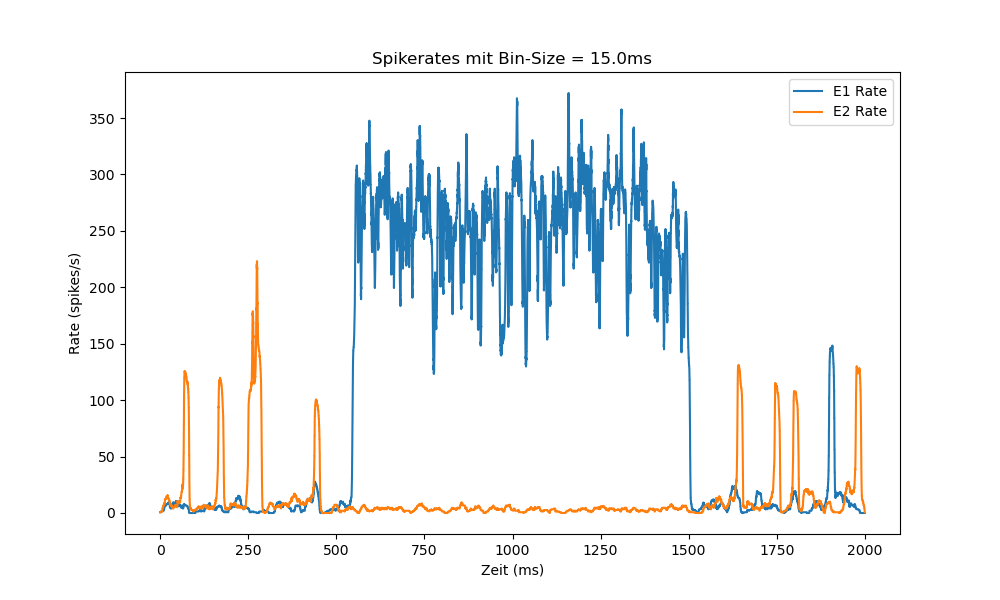 Spikerates mit Bin-Size = 15.0ms
E1 Rate
E2 Rate
350
300
250
200
150
100
50
0
Rate (spikes/s)
0 250 500 750 1000 1250 1500 1750 2000
Zeit (ms)